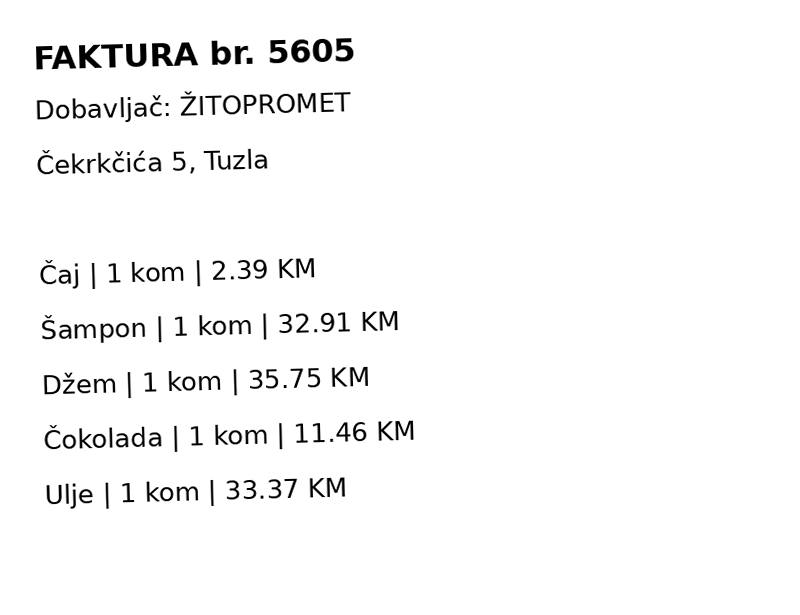 FAKTURA br. 5605
Dobavljač: ŽITOPROMET
Čekrkčića 5, Tuzla
Čaj | 1 kom | 2.39 KM
Šampon | 1 kom | 32.91 KM
Džem | 1 kom | 35.75 KM
Čokolada | 1 kom | 11.46 KM
Ulje | 1 kom | 33.37 KM